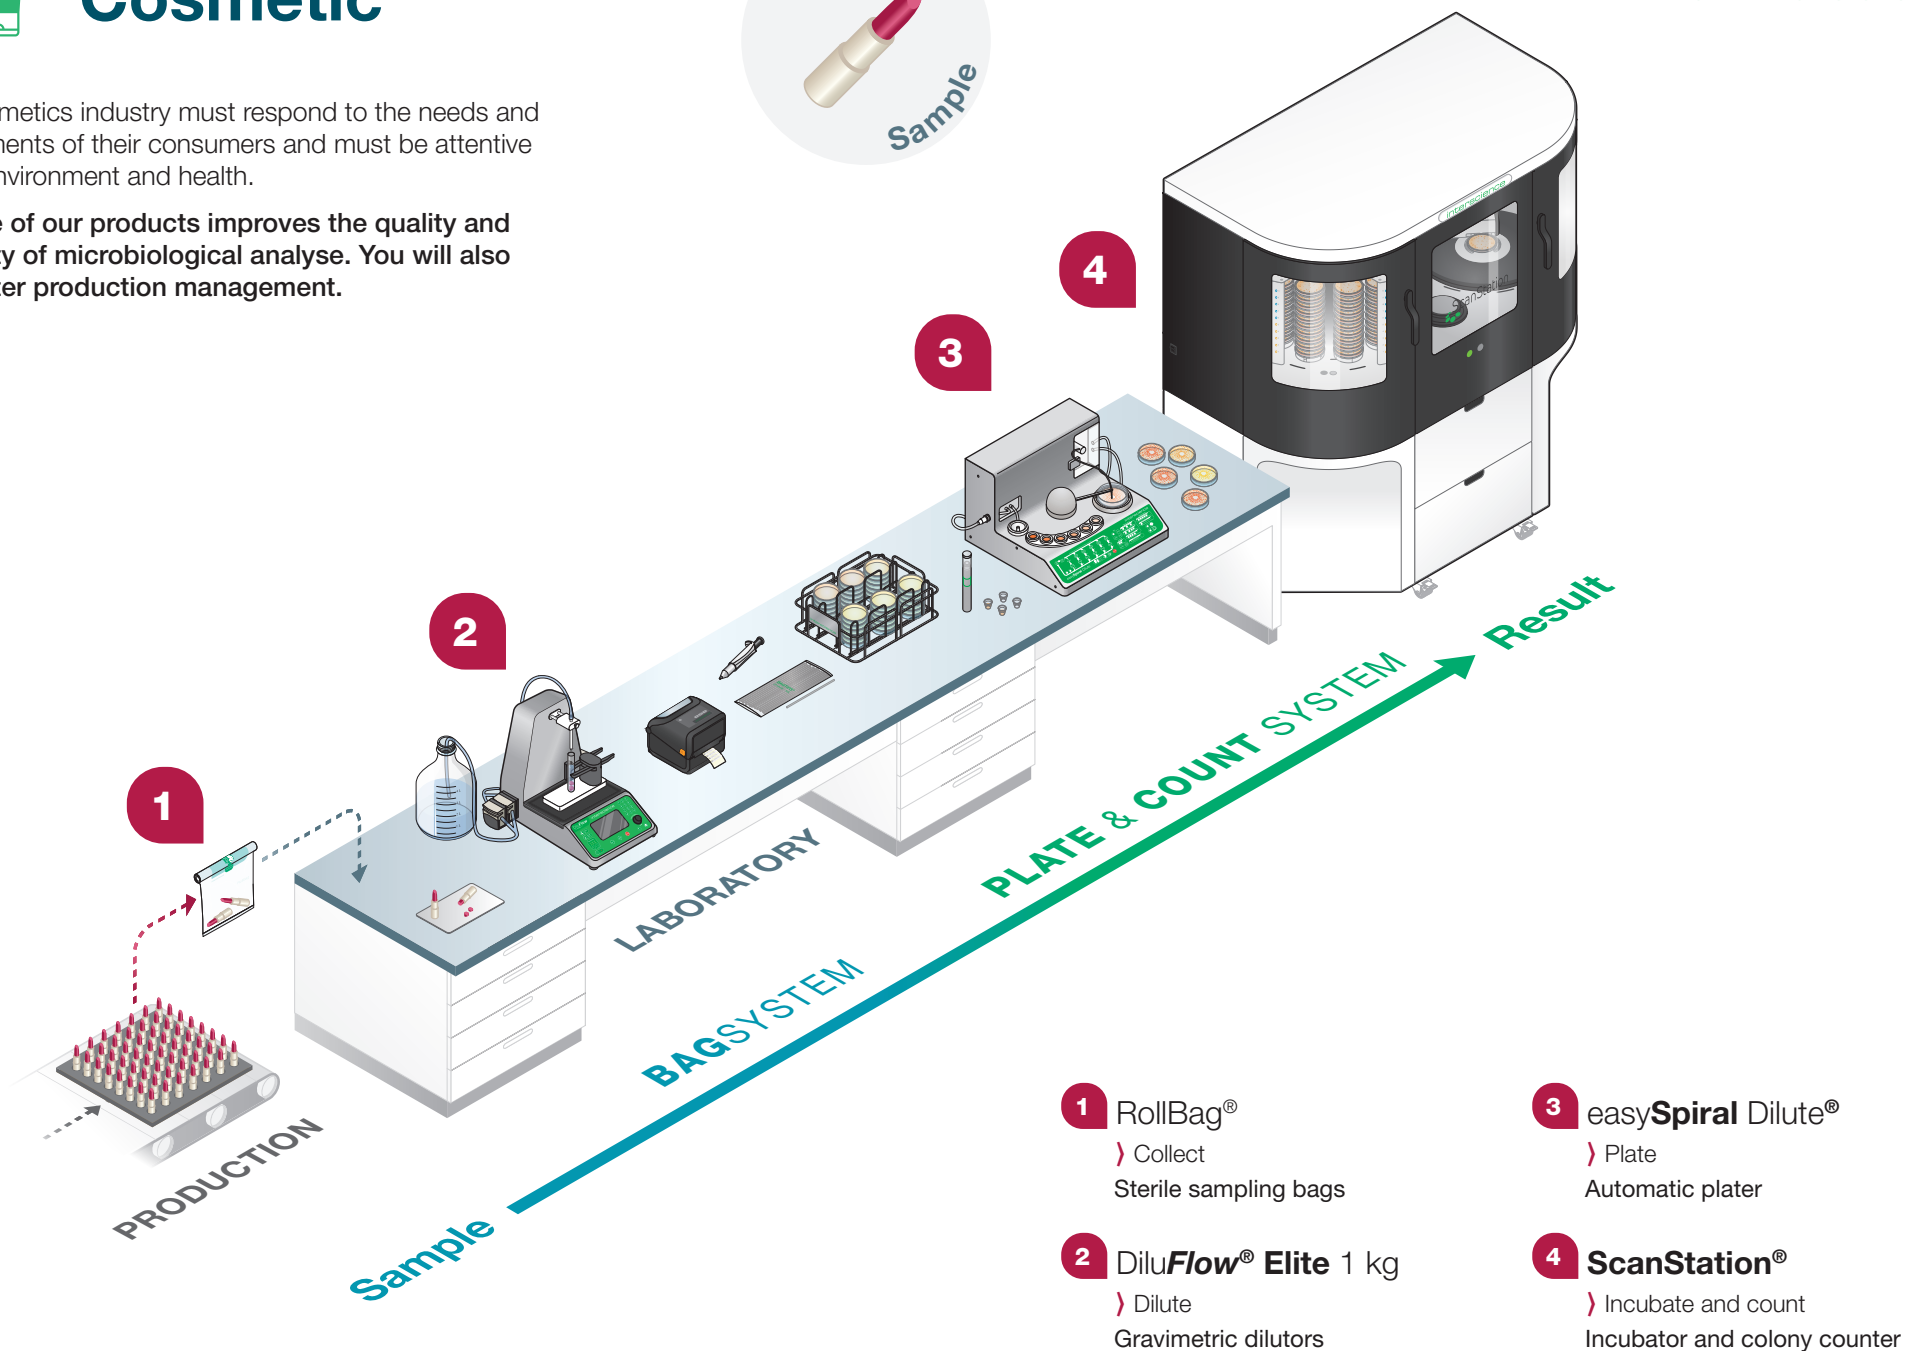 Cosmetic
metics industry must respond to the needs and
ments of their consumers and must be attentive
nvironment and health.
e of our products improves the quality and
ty of microbiological analyse. You will also
ter production management.
Sample
interscience
ScanStation
4
3
2
1
Result
PLATE & COUNT SYSTEM
LABORATORY
BAGSYSTEM
PRODUCTION
Sample
1 RollBag®
⟩ Collect
Sterile sampling bags
2 DiluFlow® Elite 1 kg
⟩ Dilute
Gravimetric dilutors
3 easySpiral Dilute®
⟩ Plate
Automatic plater
4 ScanStation®
⟩ Incubate and count
Incubator and colony counter